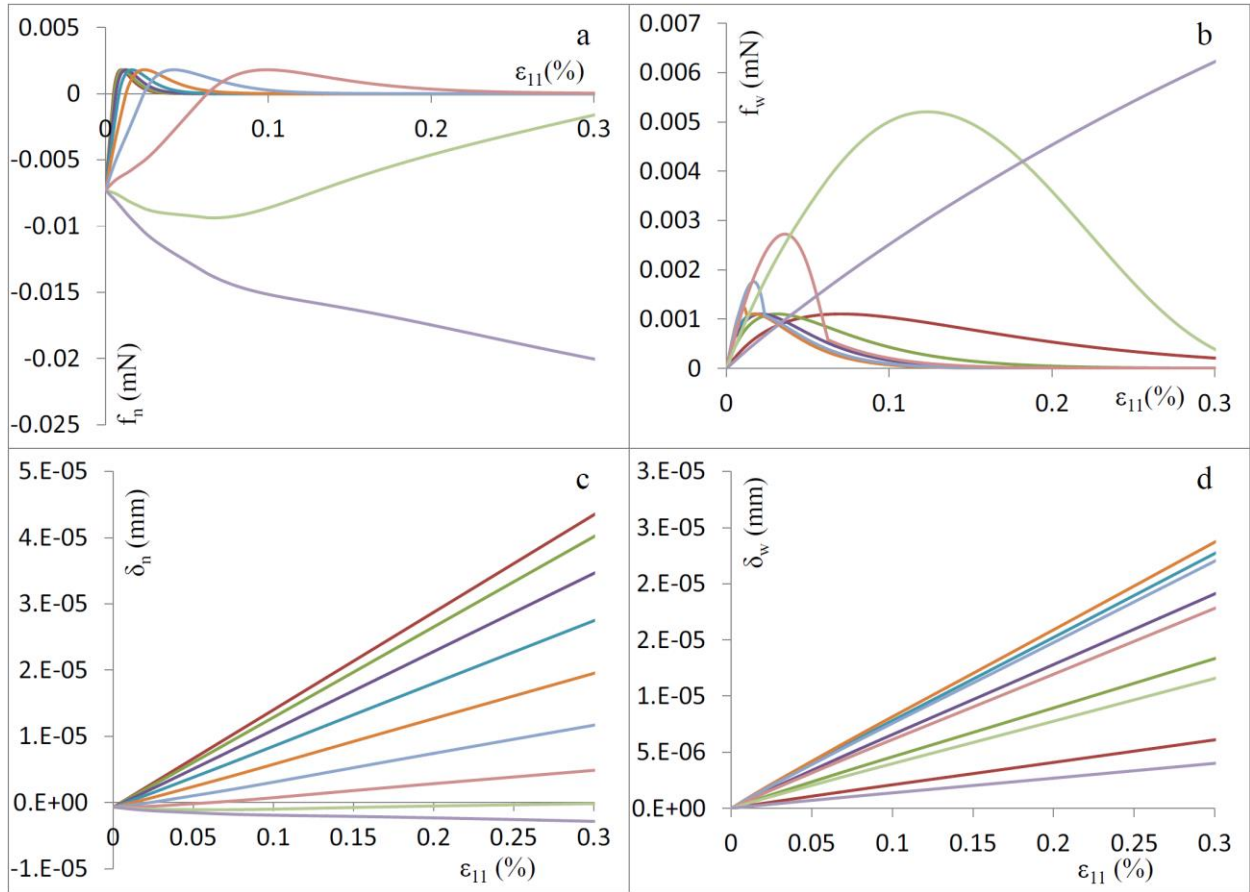 0.005
a
ε11(%)
0
0 0.1 0.2 0.3
-0.005
-0.01
-0.015
-0.02
-0.025
fn (mN)
0.007
b
0.006
fw (mN)
0.005
0.004
0.003
0.002
0.001
0
0 0.1 0.2 0.3
ε11(%)
5.E-05
c
δn (mm)
4.E-05
3.E-05
2.E-05
1.E-05
0.E+00
0 0.05 0.1 0.15 0.2 0.25 0.3
-1.E-05
ε11 (%)
3.E-05
d
δw (mm)
3.E-05
2.E-05
2.E-05
1.E-05
5.E-06
0.E+00
0 0.05 0.1 0.15 0.2 0.25 0.3
ε11 (%)